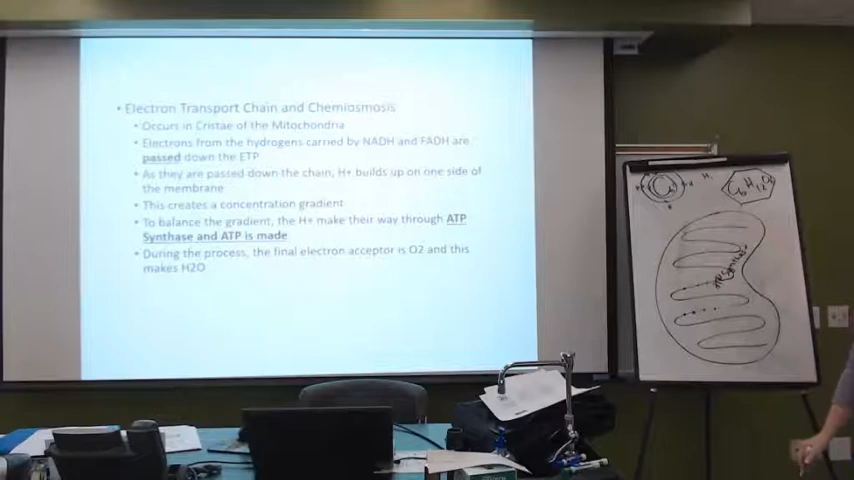 • Electron Transport Chain and Chemiosmosis
• Occurs in Cristae of the Mitochondria
• Electrons from the hydrogens carried by NADH and FADH are
passed down the ETP
• As they are passed down the chain, H+ builds up on one side of
the membrane
• This creates a concentration gradient
• To balance the gradient, the H+ make their way through ATP
Synthase and ATP is made
• During the process, the final electron acceptor is O2 and this
makes H2O